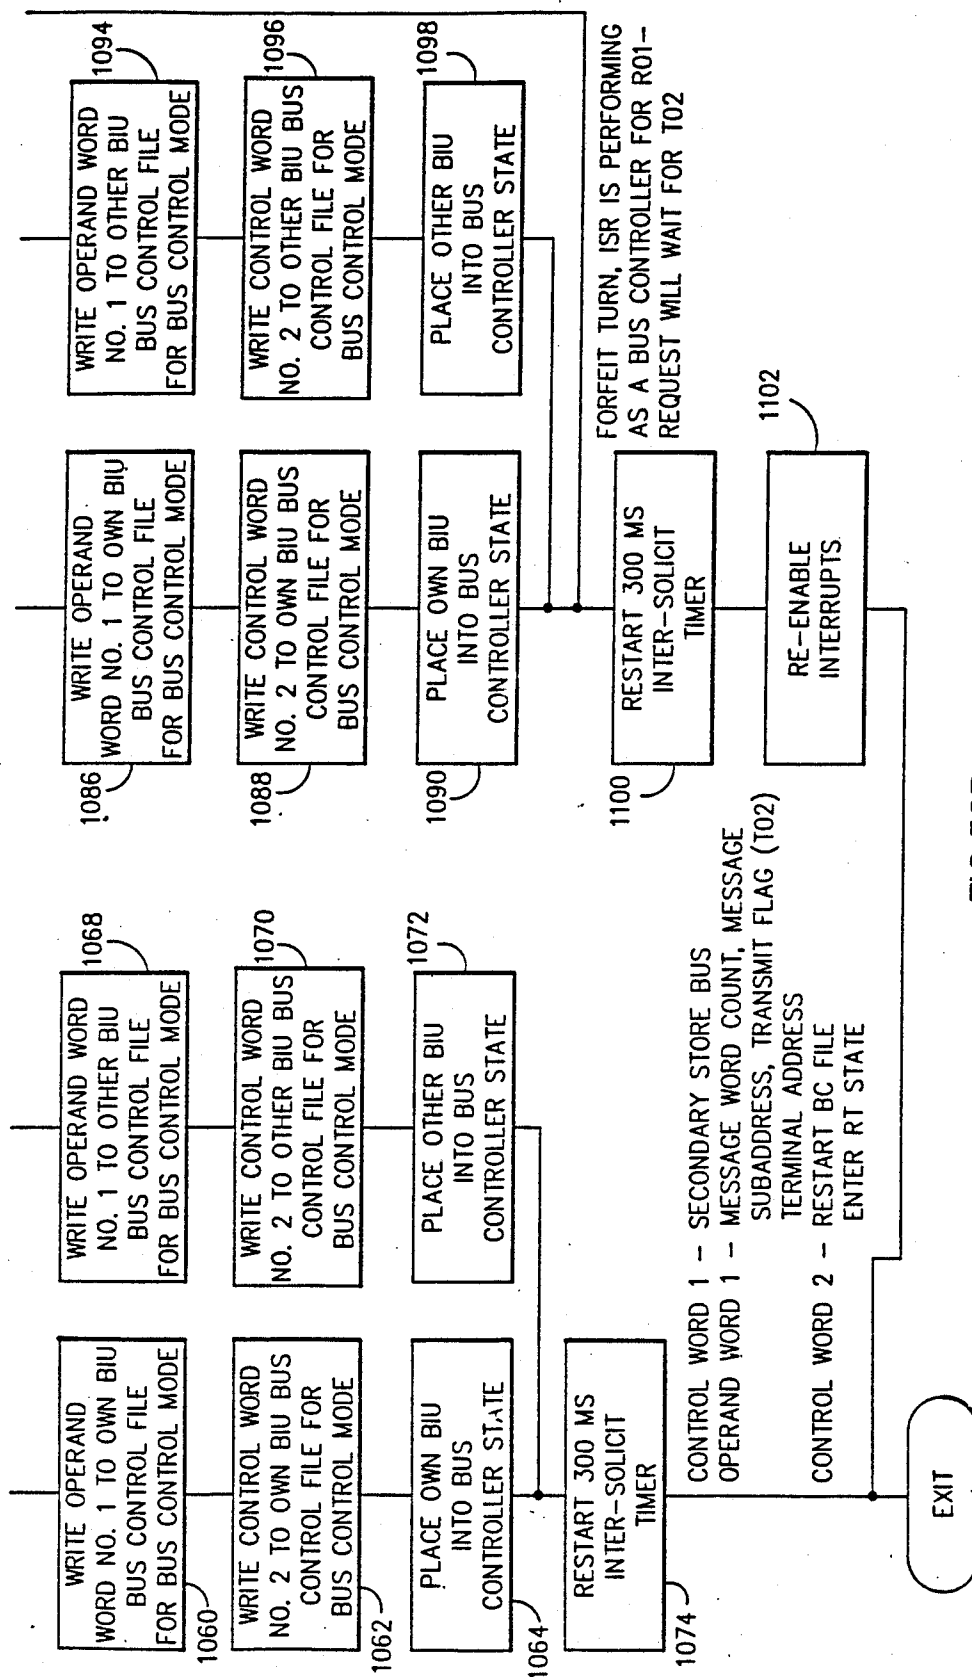 WRITE OPERAND
WORD NO. 1 TO OWN BIU
BUS CONTROL FILE
FOR BUS CONTROL MODE
1060
WRITE OPERAND WORD
NO. 1 TO OTHER BIU
BUS CONTROL FILE
FOR BUS CONTROL MODE
1068
WRITE OPERAND
WORD NO. 1 TO OWN BIU
BUS CONTROL FILE
FOR BUS CONTROL MODE
1086
WRITE OPERAND WORD
NO. 1 TO OTHER BIU
BUS CONTROL FILE
FOR BUS CONTROL MODE
1094
WRITE CONTROL WORD
NO. 2 TO OWN BIU BUS
CONTROL FILE FOR
BUS CONTROL MODE
1062
WRITE CONTROL WORD
NO. 2 TO OTHER BIU BUS
CONTROL FILE FOR
BUS CONTROL MODE
1070
WRITE CONTROL WORD
NO. 2 TO OWN BIU BUS
CONTROL FILE FOR
BUS CONTROL MODE
1088
WRITE CONTROL WORD
NO. 2 TO OTHER BIU BUS
CONTROL FILE FOR
BUS CONTROL MODE
1096
PLACE OWN BIU
INTO BUS
CONTROLLER STATE
1064
PLACE OTHER BIU
INTO BUS
CONTROLLER STATE
1072
PLACE OWN BIU
INTO BUS
CONTROLLER STATE
1090
PLACE OTHER BIU
INTO BUS
CONTROLLER STATE
1098
RESTART 300 MS
INTER-SOLICIT
TIMER
1074
RESTART 300 MS
INTER-SOLICIT
TIMER
1100
FORFEIT TURN, ISR IS PERFORMING
AS A BUS CONTROLLER FOR R01-
REQUEST WILL WAIT FOR T02
RE-ENABLE
INTERRUPTS
1102
CONTROL WORD 1 - SECONDARY STORE BUS
OPERAND WORD 1 - MESSAGE WORD COUNT, MESSAGE
SUBADDRESS, TRANSMIT FLAG (T02)
TERMINAL ADDRESS
CONTROL WORD 2 - RESTART BC FILE
ENTER RT STATE
EXIT